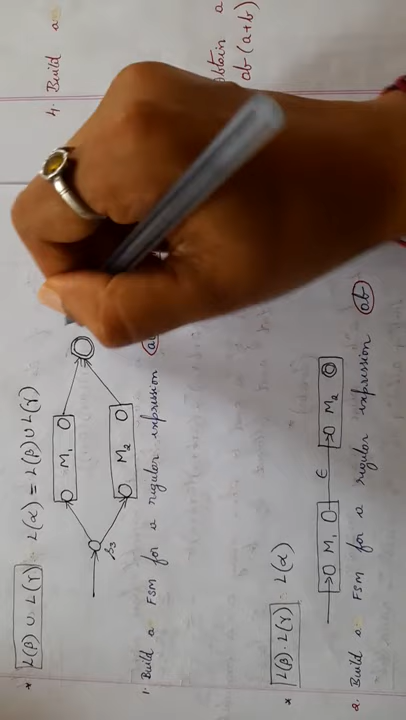 * L(β) ∪ L(γ) . L(α) = L(β) ∪ L(γ)
M₁
M₂
s₃
1. Build a FSM for a regular expression
* L(β) . L(γ) . L(α)
M₁ ϵ M₂
2. Build a FSM for a regular expression ab
4. Build a
obtain a
ab (a+b)